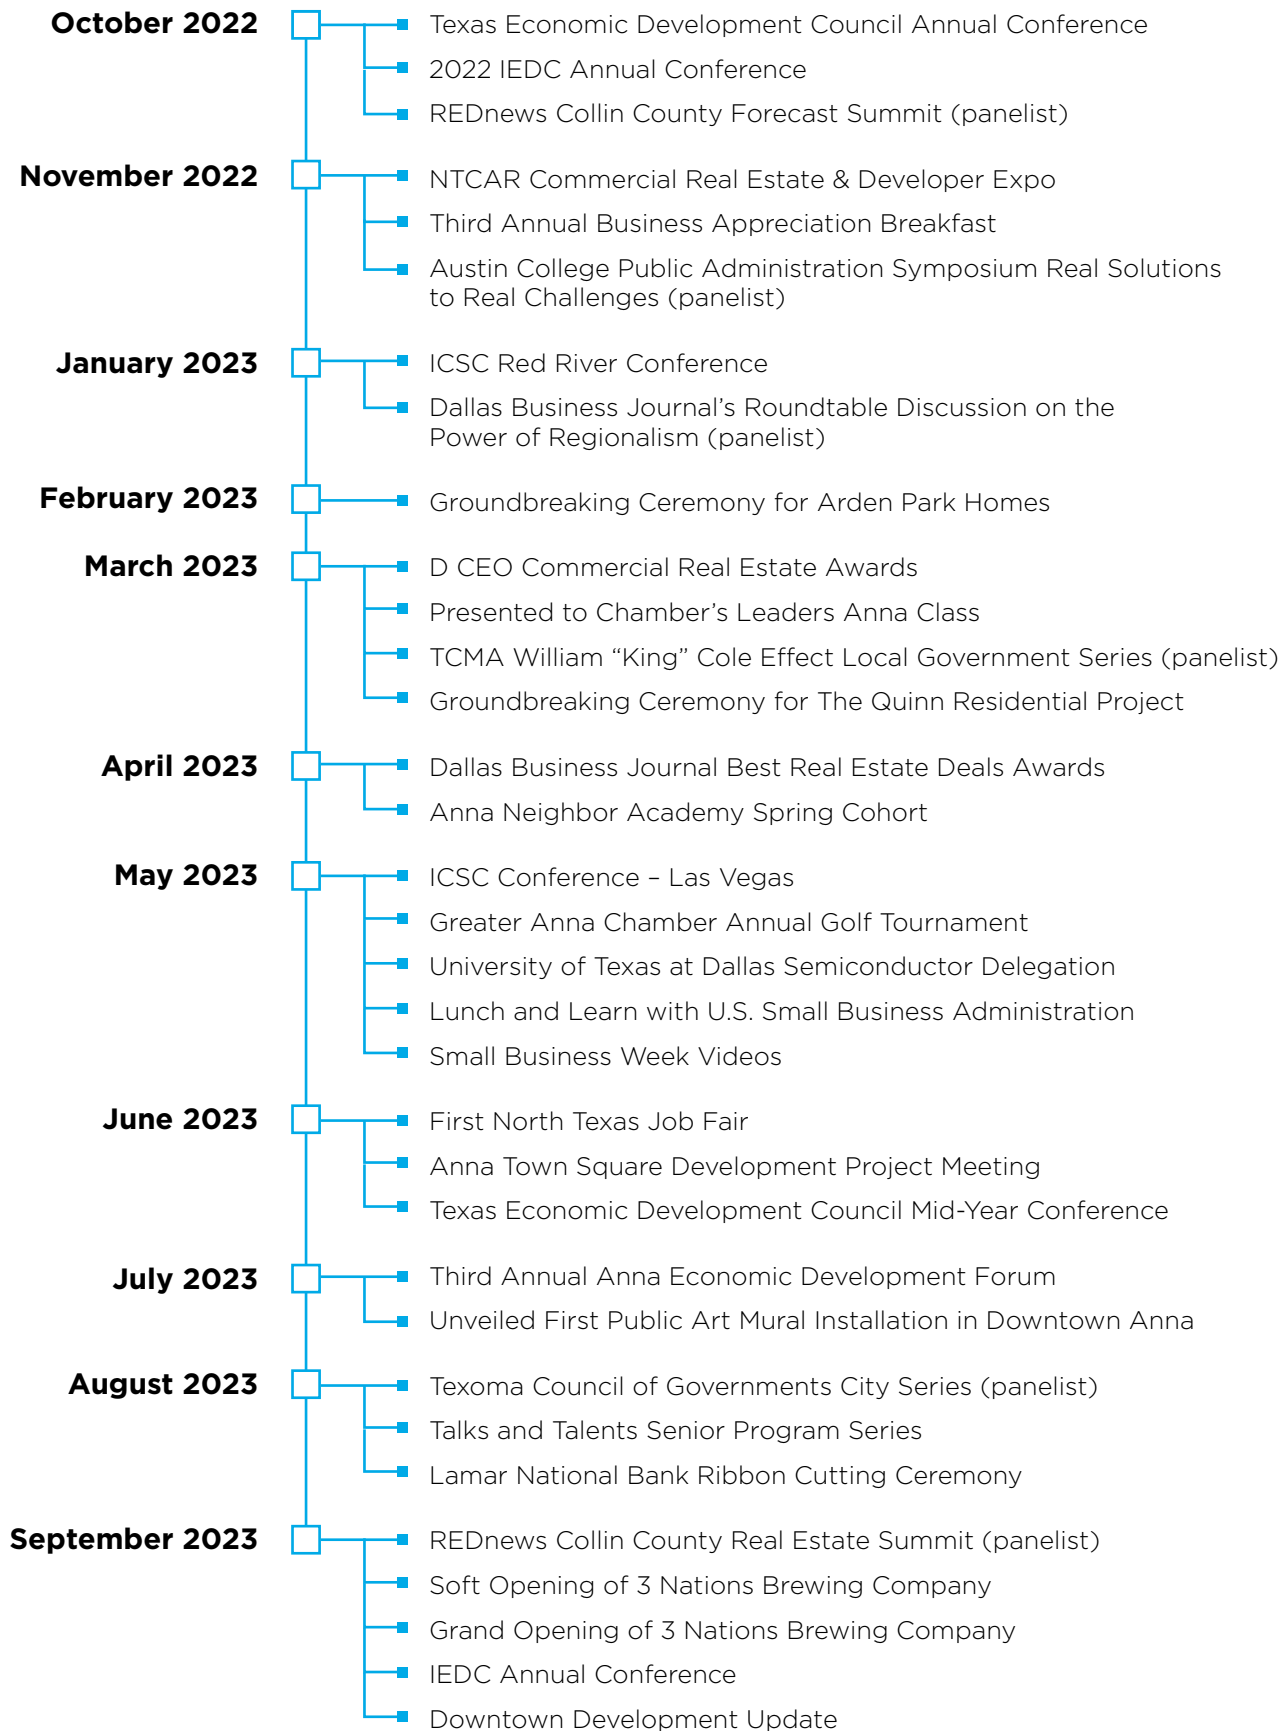 October 2022
Texas Economic Development Council Annual Conference
2022 IEDC Annual Conference
REDnews Collin County Forecast Summit (panelist)
November 2022
NTCAR Commercial Real Estate & Developer Expo
Third Annual Business Appreciation Breakfast
Austin College Public Administration Symposium Real Solutions
to Real Challenges (panelist)
January 2023
ICSC Red River Conference
Dallas Business Journal’s Roundtable Discussion on the
Power of Regionalism (panelist)
February 2023
Groundbreaking Ceremony for Arden Park Homes
March 2023
D CEO Commercial Real Estate Awards
Presented to Chamber’s Leaders Anna Class
TCMA William “King” Cole Effect Local Government Series (panelist)
Groundbreaking Ceremony for The Quinn Residential Project
April 2023
Dallas Business Journal Best Real Estate Deals Awards
Anna Neighbor Academy Spring Cohort
May 2023
ICSC Conference – Las Vegas
Greater Anna Chamber Annual Golf Tournament
University of Texas at Dallas Semiconductor Delegation
Lunch and Learn with U.S. Small Business Administration
Small Business Week Videos
June 2023
First North Texas Job Fair
Anna Town Square Development Project Meeting
Texas Economic Development Council Mid-Year Conference
July 2023
Third Annual Anna Economic Development Forum
Unveiled First Public Art Mural Installation in Downtown Anna
August 2023
Texoma Council of Governments City Series (panelist)
Talks and Talents Senior Program Series
Lamar National Bank Ribbon Cutting Ceremony
September 2023
REDnews Collin County Real Estate Summit (panelist)
Soft Opening of 3 Nations Brewing Company
Grand Opening of 3 Nations Brewing Company
IEDC Annual Conference
Downtown Development Update